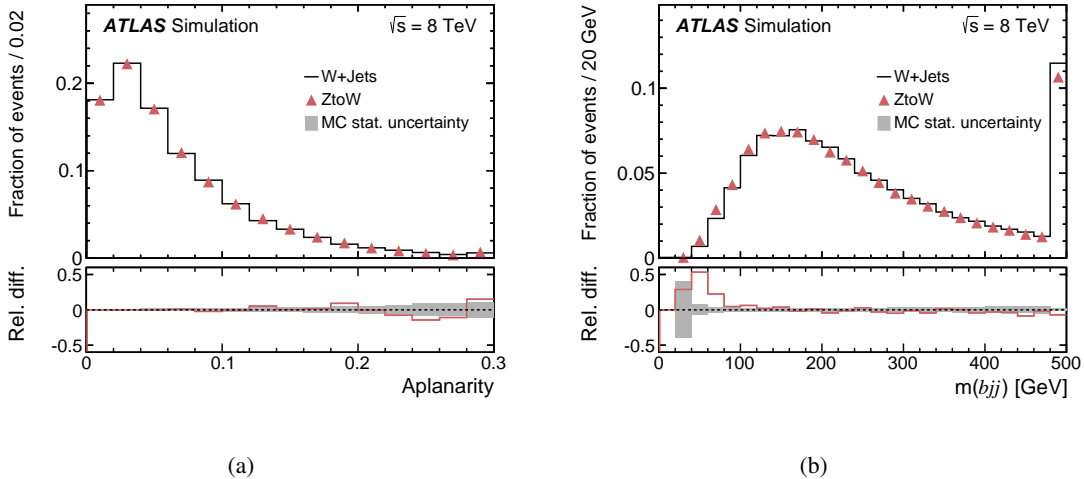 Fraction of events / 0.02
ATLAS Simulation
√s = 8 TeV
W+Jets
ZtoW
MC stat. uncertainty
0.2
0.1
0
Rel. diff.
0.5
0
-0.5
0
0.1
0.2
0.3
Aplanarity
(a)
Fraction of events / 20 GeV
ATLAS Simulation
√s = 8 TeV
W+Jets
ZtoW
MC stat. uncertainty
0.1
0.05
0
Rel. diff.
0.5
0
-0.5
0
100
200
300
400
500
m(bjj) [GeV]
(b)